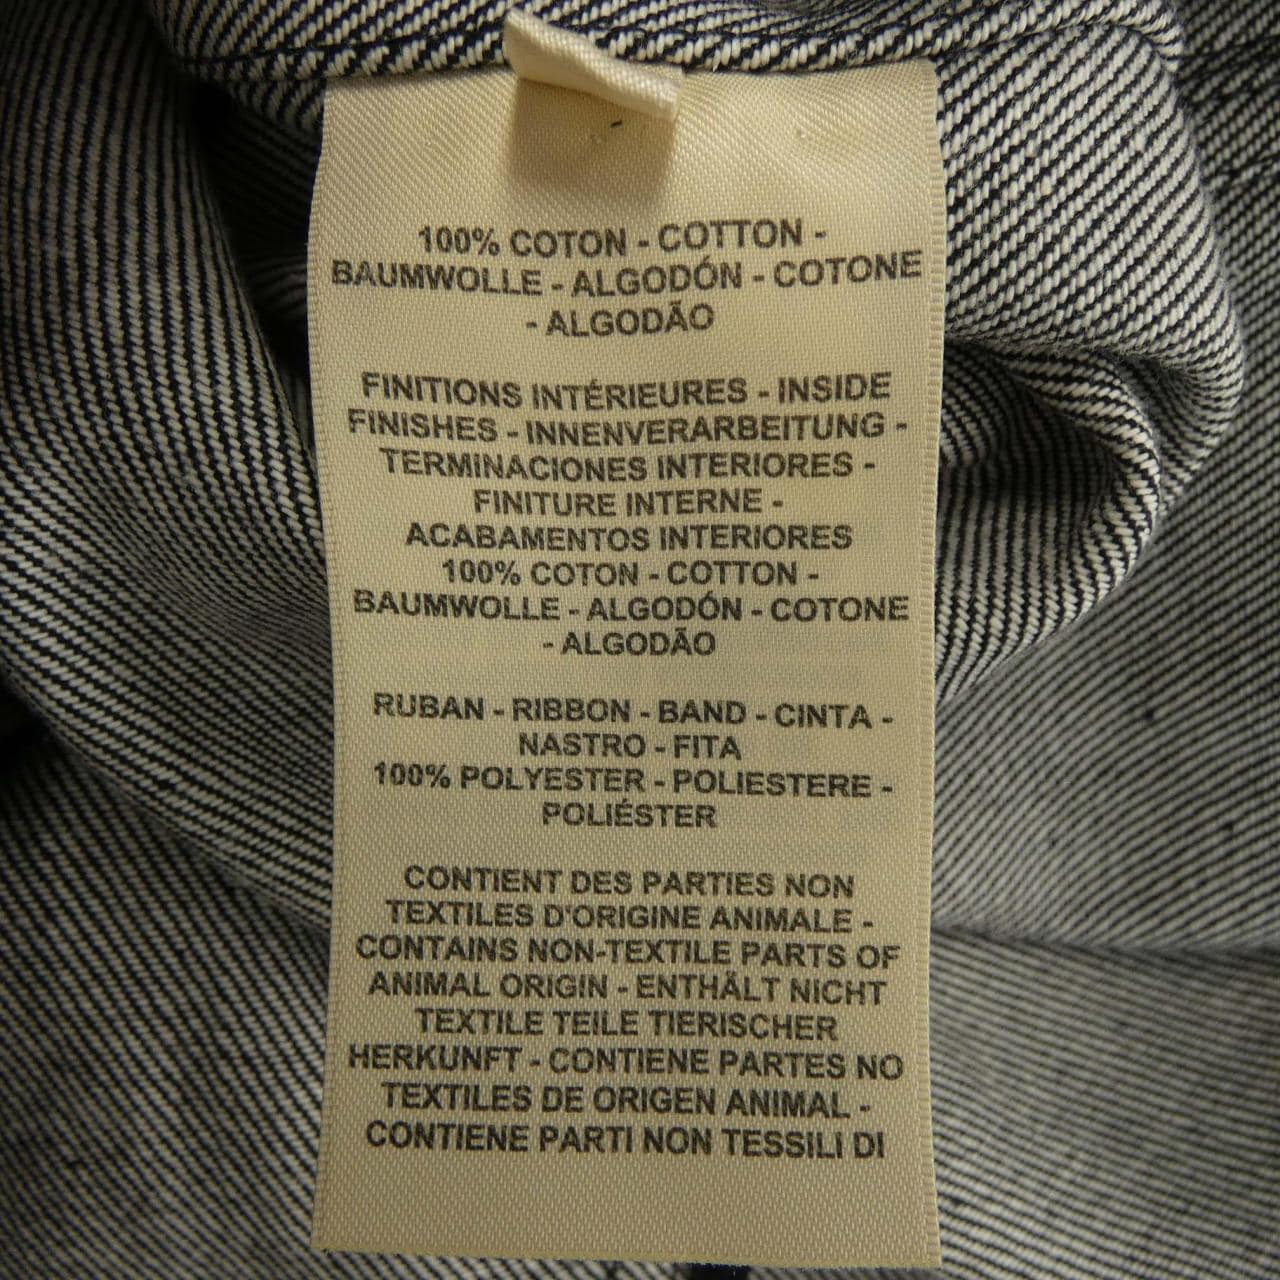 100% COTON - COTTON -
BAUMWOLLE - ALGODÓN - COTONE
- ALGODÃO
FINITIONS INTÉRIEURES - INSIDE
FINISHES - INNENVERARBEITUNG -
TERMINACIONES INTERIORES -
FINITURE INTERNE -
ACABAMENTOS INTERIORES
100% COTON - COTTON -
BAUMWOLLE - ALGODÓN - COTONE
- ALGODÃO
RUBAN - RIBBON - BAND - CINTA -
NASTRO - FITA
100% POLYESTER - POLIESTERE -
POLIÉSTER
CONTIENT DES PARTIES NON
TEXTILES D'ORIGINE ANIMALE -
CONTAINS NON-TEXTILE PARTS OF
ANIMAL ORIGIN - ENTHÄLT NICHT
TEXTILE TEILE TIERISCHER
HERKUNFT - CONTIENE PARTES NO
TEXTILES DE ORIGEN ANIMAL -
CONTIENE PARTI NON TESSILI DI